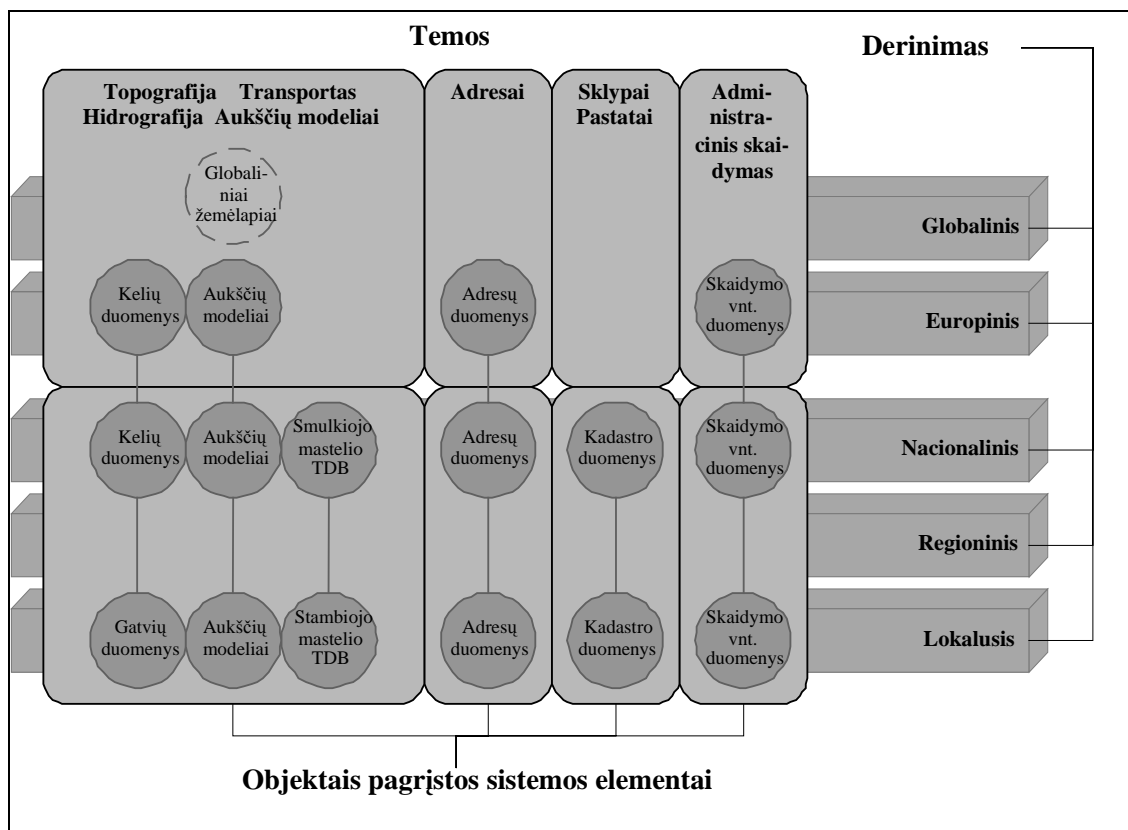 Temos
Derinimas
Topografija Transportas
Hidrografija Aukščių modeliai
Adresai
Sklypai
Pastatai
Admi-
nistra-
cinis skai-
dymas
Globali-
niai
žemėlapiai
Globalinis
Kelių
duomenys
Aukščių
modeliai
Adresų
duomenys
Skaidymo
vnt.
duomenys
Europinis
Kelių
duomenys
Aukščių
modeliai
Smulkiojo
mastelio
TDB
Adresų
duomenys
Kadastro
duomenys
Skaidymo
vnt.
duomenys
Nacionalinis
Regioninis
Gatvių
duomenys
Aukščių
modeliai
Stambiojo
mastelio
TDB
Adresų
duomenys
Kadastro
duomenys
Skaidymo
vnt.
duomenys
Lokalusis
Objektais pagrįstos sistemos elementai